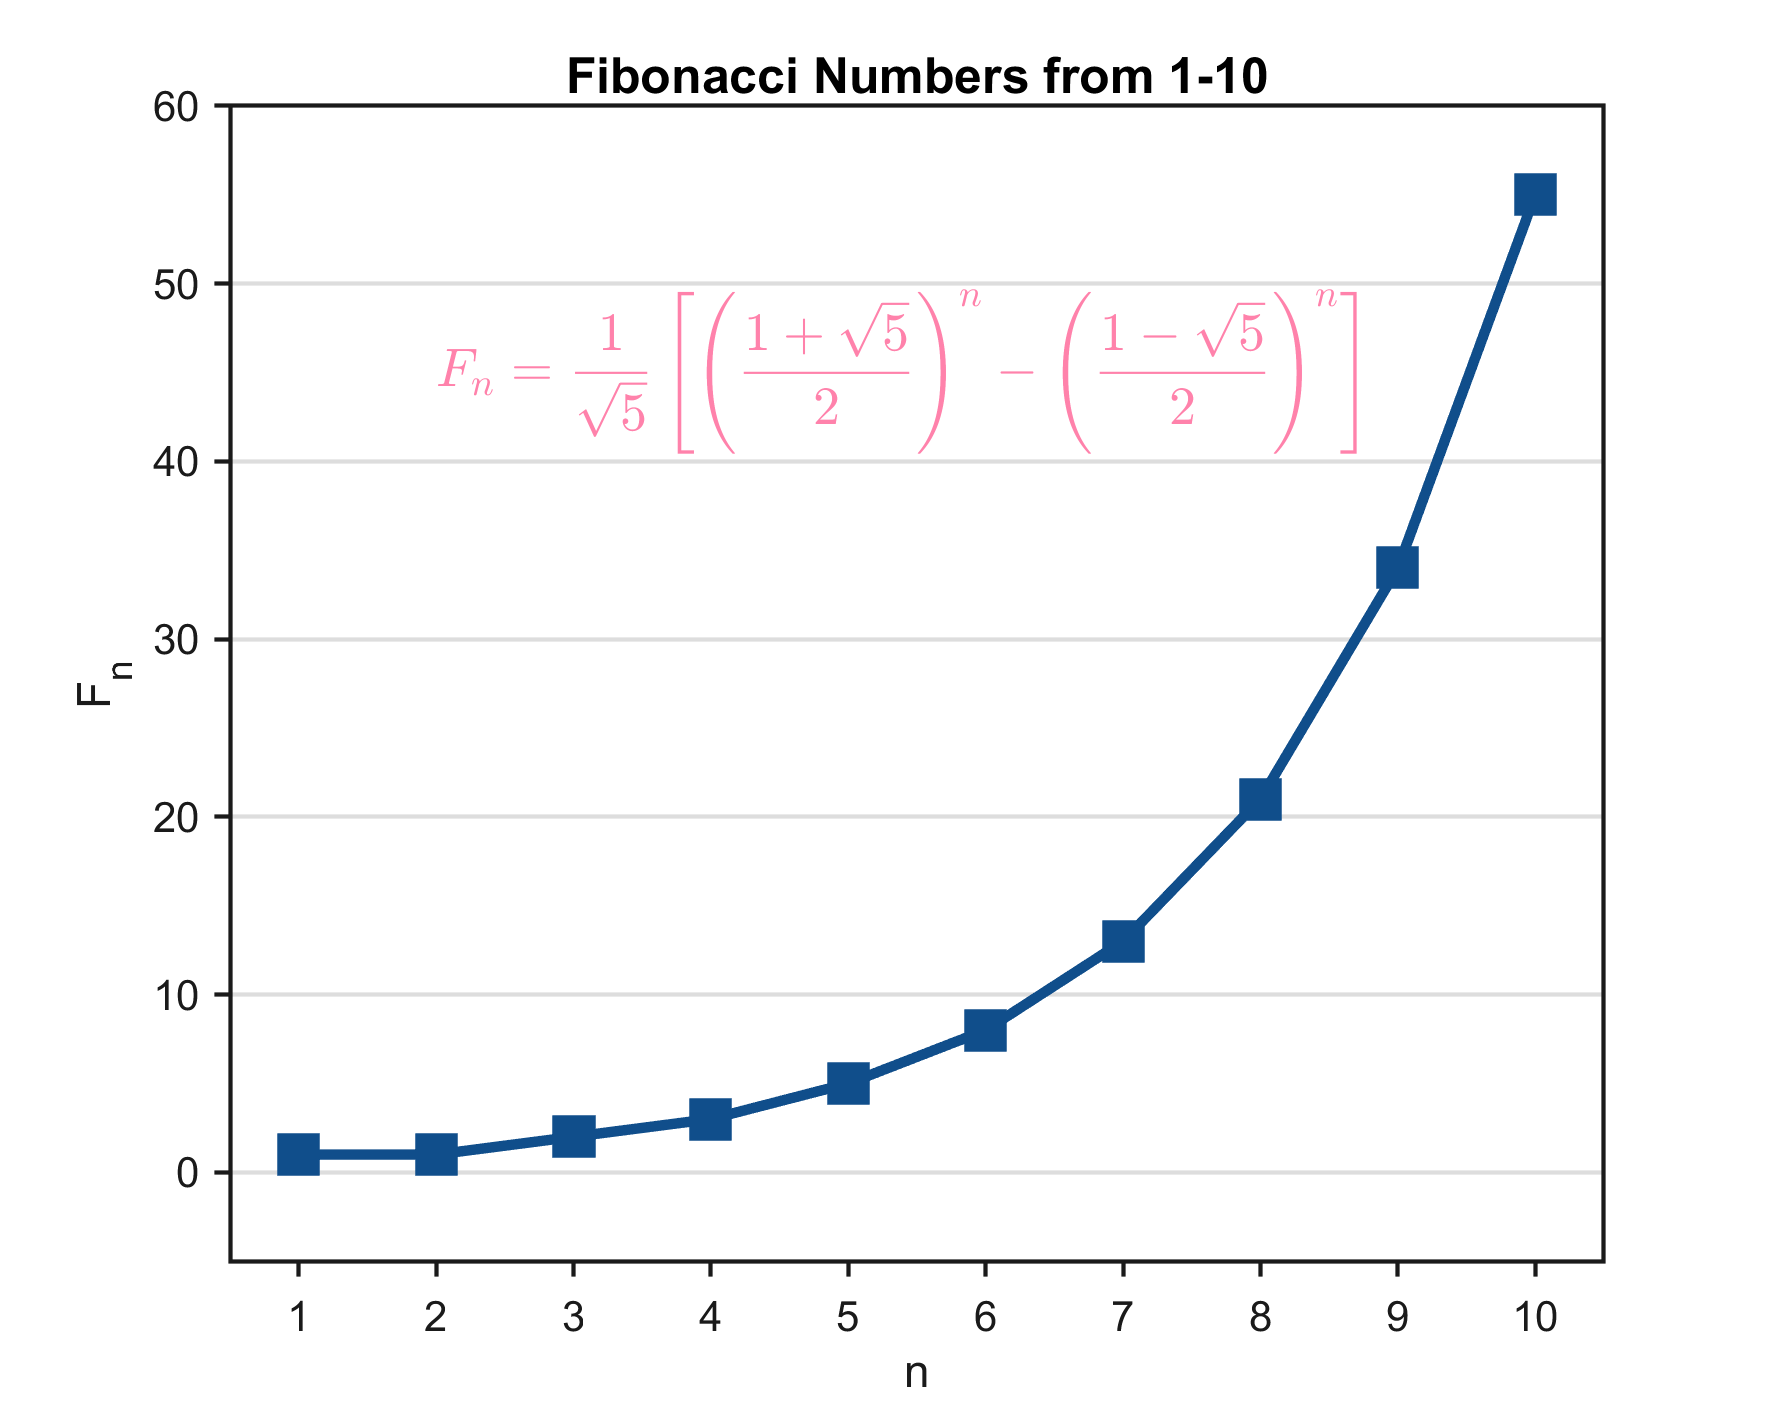 Fibonacci Numbers from 1-10
60
50
40
30
20
10
0
F_n
F_n = \frac{1}{\sqrt{5}} \left[ \left( \frac{1 + \sqrt{5}}{2} \right)^n - \left( \frac{1 - \sqrt{5}}{2} \right)^n \right]
1 2 3 4 5 6 7 8 9 10
n